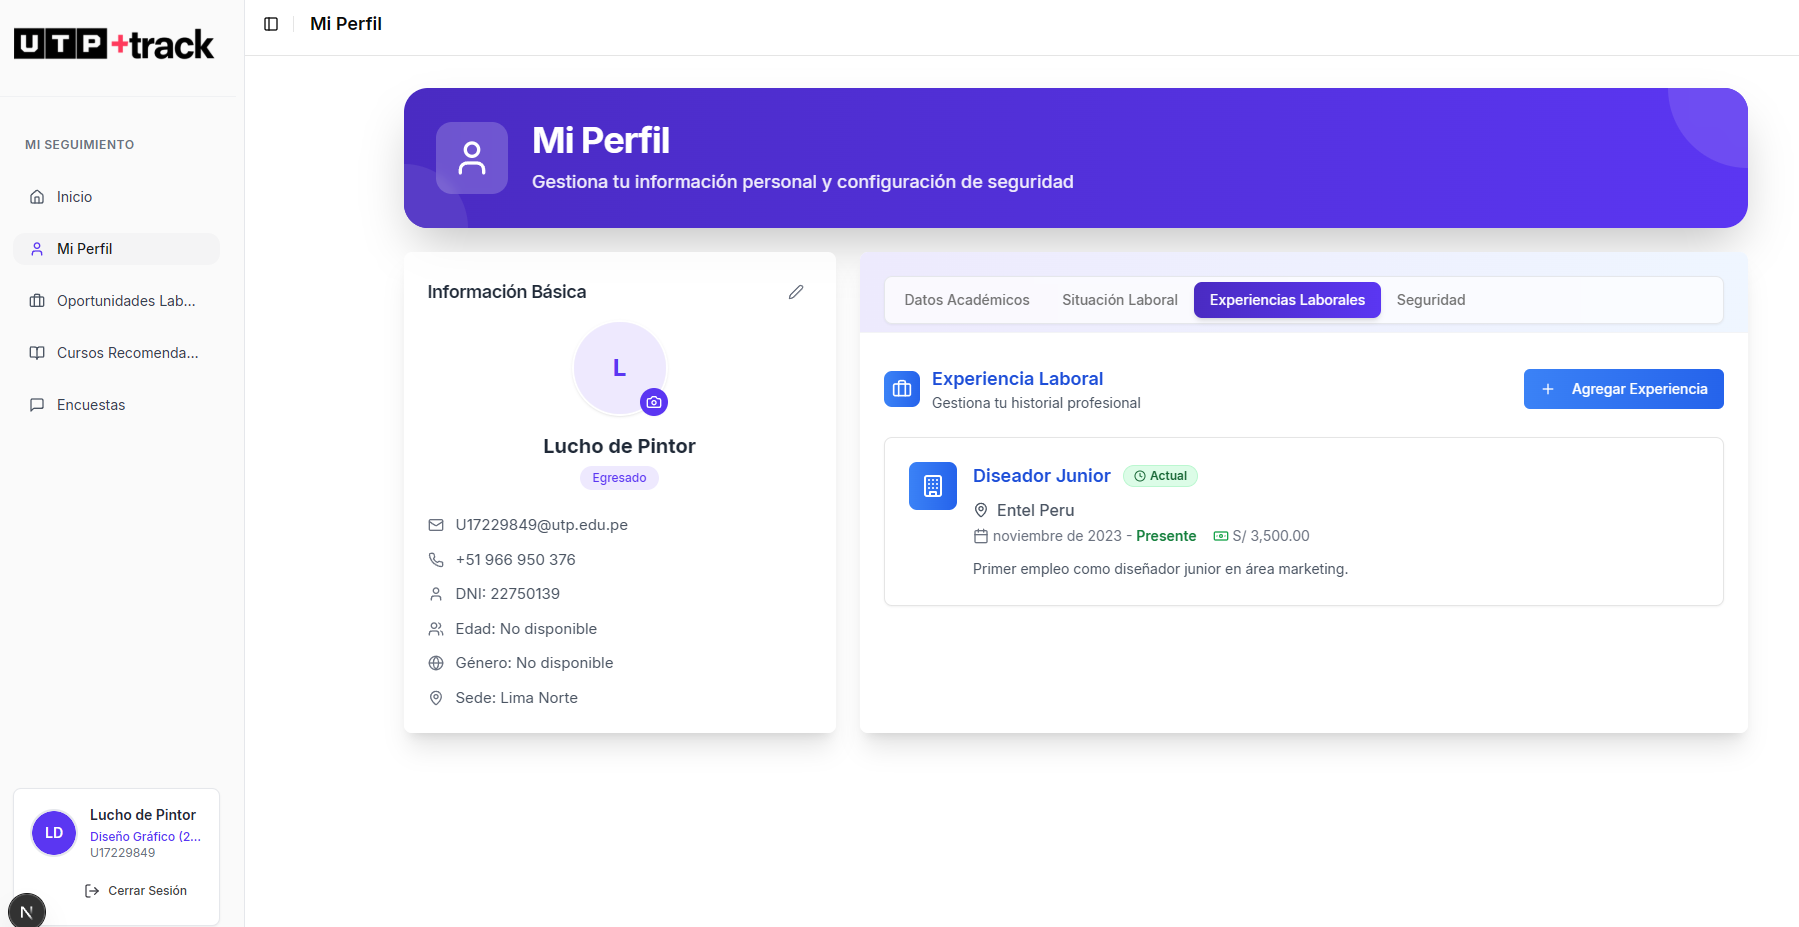 UTP+track
Mi Perfil
MI SEGUIMIENTO
Inicio
Mi Perfil
Oportunidades Lab...
Cursos Recomenda...
Encuestas
Mi Perfil
Gestiona tu información personal y configuración de seguridad
Información Básica
L
Lucho de Pintor
Egresado
U17229849@utp.edu.pe
+51 966 950 376
DNI: 22750139
Edad: No disponible
Género: No disponible
Sede: Lima Norte
Datos Académicos
Situación Laboral
Experiencias Laborales
Seguridad
Experiencia Laboral
Gestiona tu historial profesional
Agregar Experiencia
Diseador Junior
Actual
Entel Peru
noviembre de 2023 - Presente
S/ 3,500.00
Primer empleo como diseñador junior en área marketing.
LD
Lucho de Pintor
Diseño Gráfico (2...
U17229849
Cerrar Sesión
N